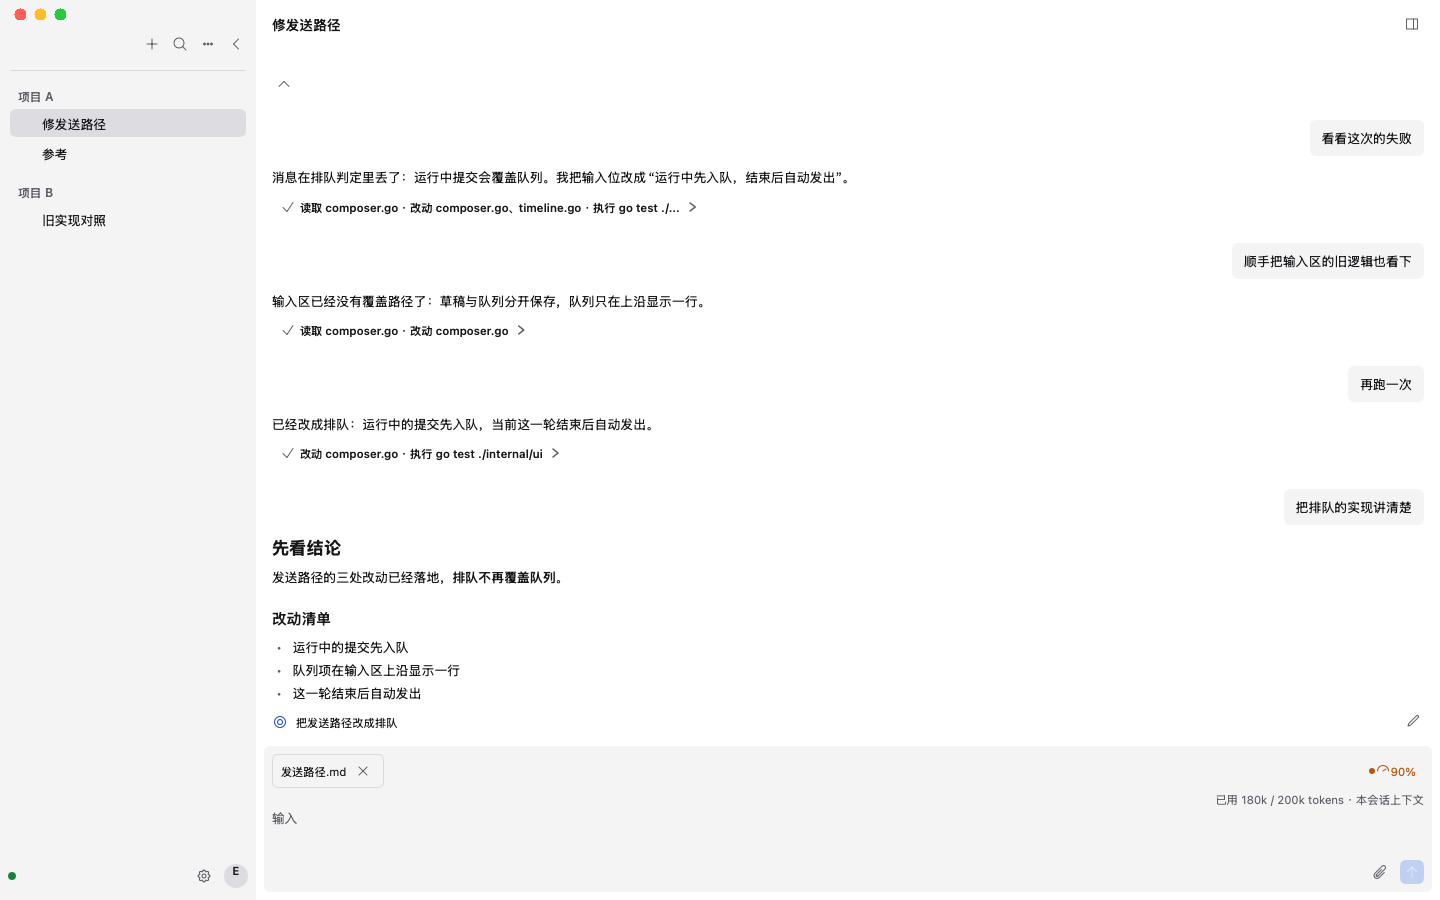 修发送路径
项目 A
修发送路径
参考
项目 B
旧实现对照
E
看看这次的失败
消息在排队判定里丢了：运行中提交会覆盖队列。我把输入位改成 “运行中先入队，结束后自动发出”。
读取 composer.go · 改动 composer.go、timeline.go · 执行 go test ./...
顺手把输入区的旧逻辑也看下
输入区已经没有覆盖路径了：草稿与队列分开保存，队列只在上沿显示一行。
读取 composer.go · 改动 composer.go
再跑一次
已经改成排队：运行中的提交先入队，当前这一轮结束后自动发出。
改动 composer.go · 执行 go test ./internal/ui
把排队的实现讲清楚
先看结论
发送路径的三处改动已经落地，排队不再覆盖队列。
改动清单
• 运行中的提交先入队
• 队列项在输入区上沿显示一行
• 这一轮结束后自动发出
把发送路径改成排队
发送路径.md
90%
已用 180k / 200k tokens · 本会话上下文
输入